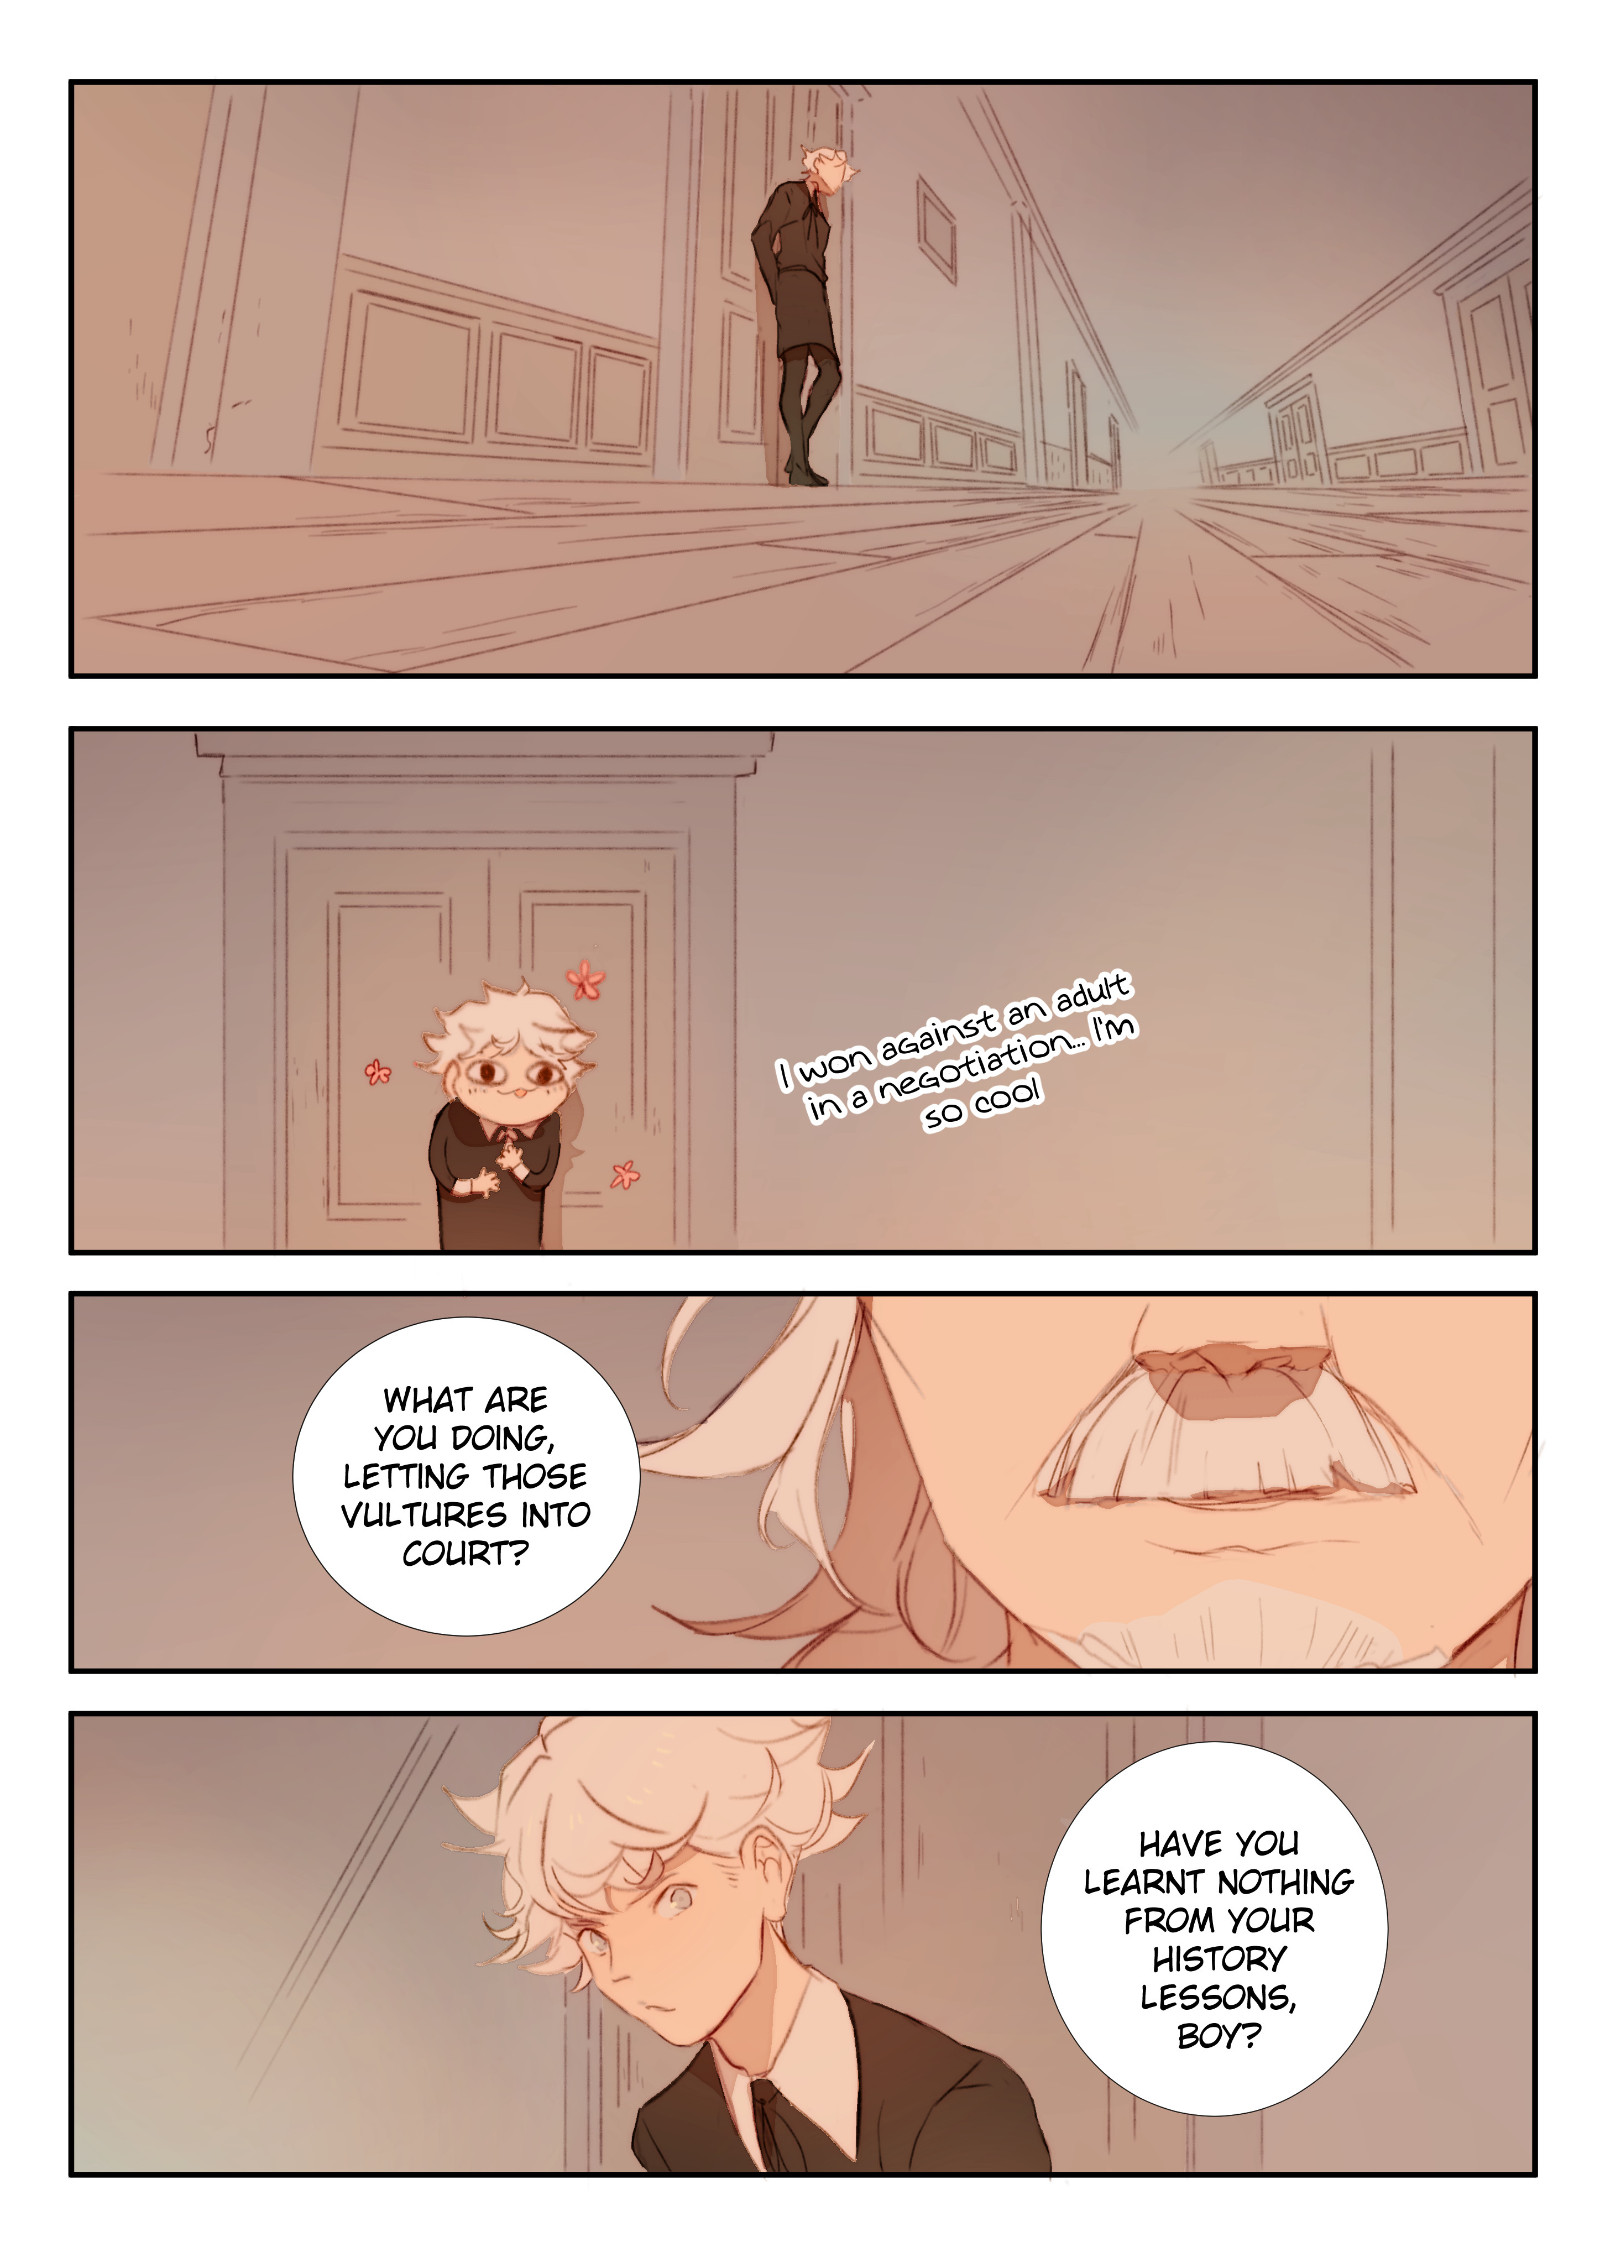 I won against an adult
in a negotiation... I'm
so cool
WHAT ARE
YOU DOING,
LETTING THOSE
VULTURES INTO
COURT?
HAVE YOU
LEARNT NOTHING
FROM YOUR
HISTORY
LESSONS,
BOY?